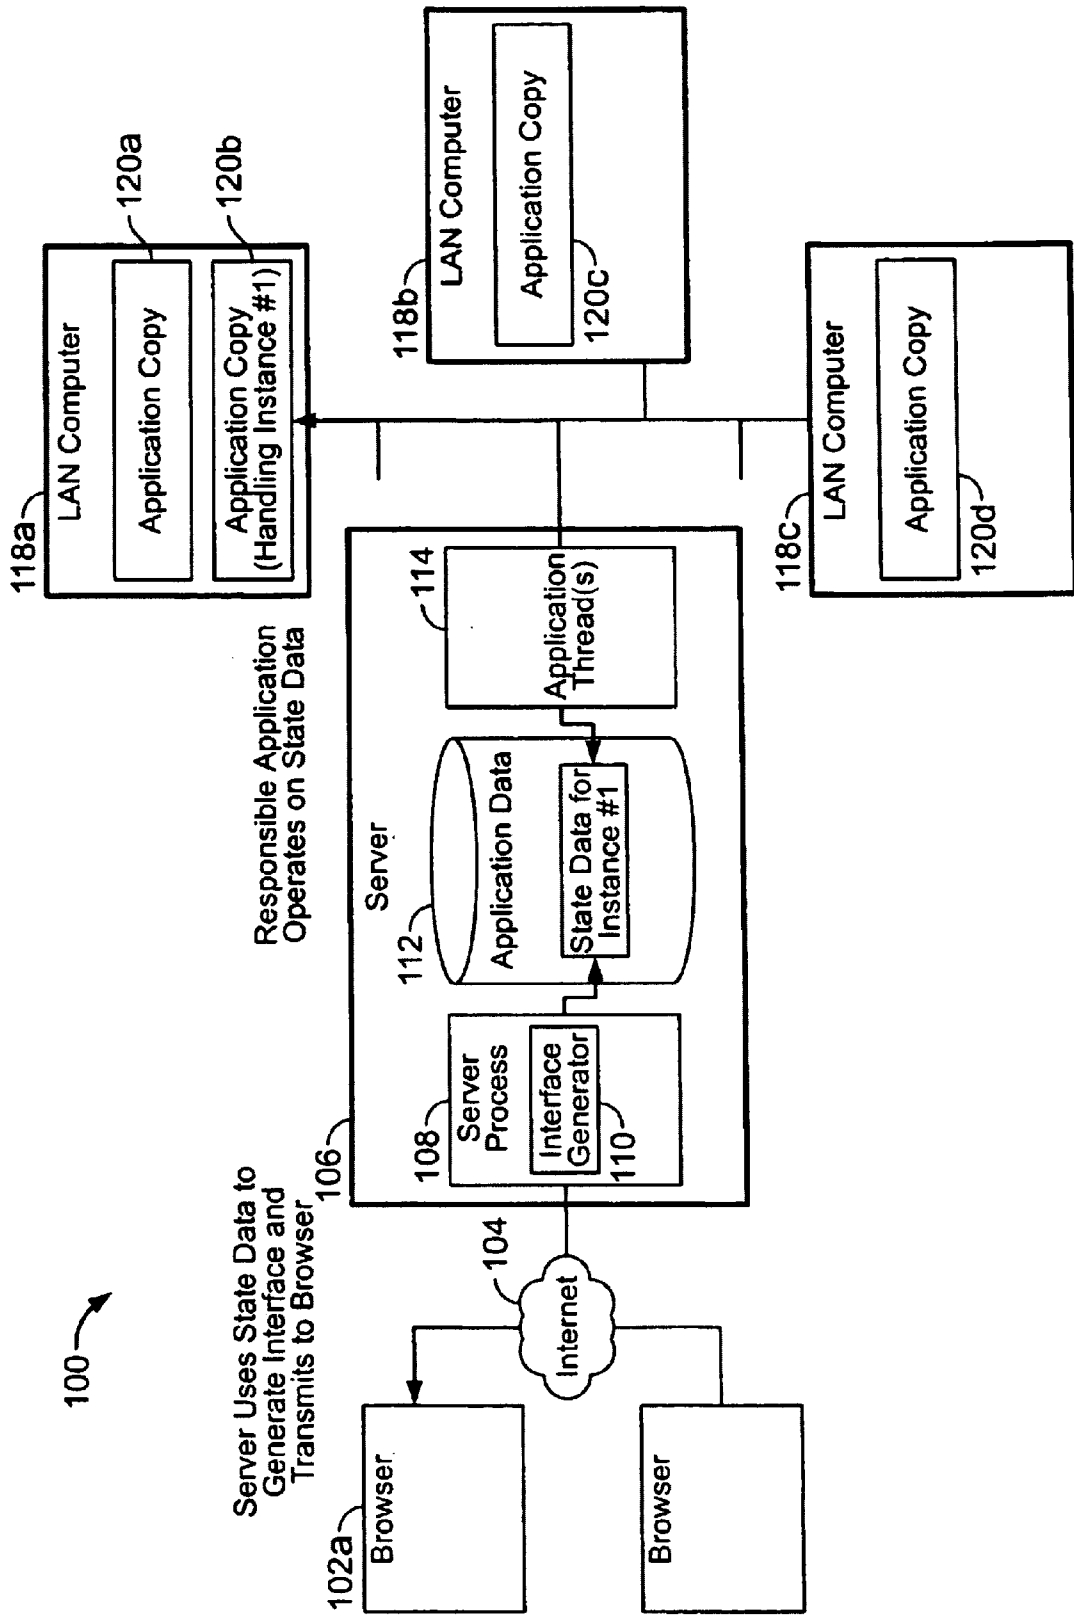 100
Server Uses State Data to
Generate Interface and
Transmits to Browser
Responsible Application
Operates on State Data
102a
Browser
Browser
104
Internet
106
Server
108
Server
Process
Interface
Generator
110
112
Application Data
State Data for
Instance #1
114
Application
Thread(s)
118a
LAN Computer
Application Copy
120a
Application Copy
(Handling Instance #1)
120b
118b
LAN Computer
Application Copy
120c
118c
LAN Computer
Application Copy
120d